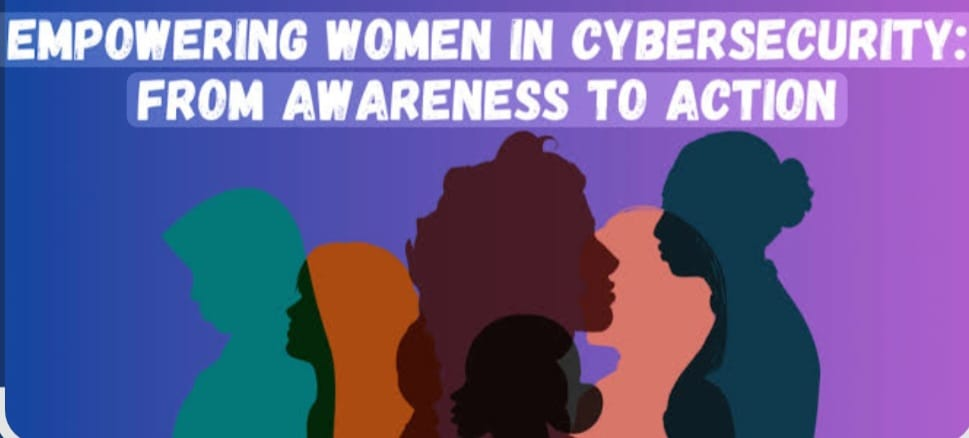 EMPOWERING WOMEN IN CYBERSECURITY:
FROM AWARENESS TO ACTION